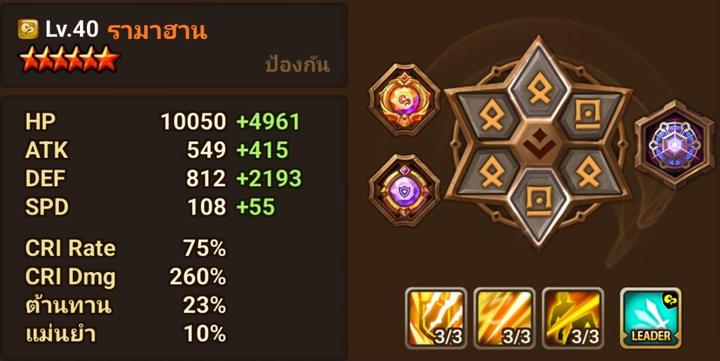 Lv.40 รามาฮาน
ป้องกัน
HP 10050 +4961
ATK 549 +415
DEF 812 +2193
SPD 108 +55
CRI Rate 75%
CRI Dmg 260%
ต้านทาน 23%
แม่นยำ 10%
3/3 3/3 3/3 LEADER